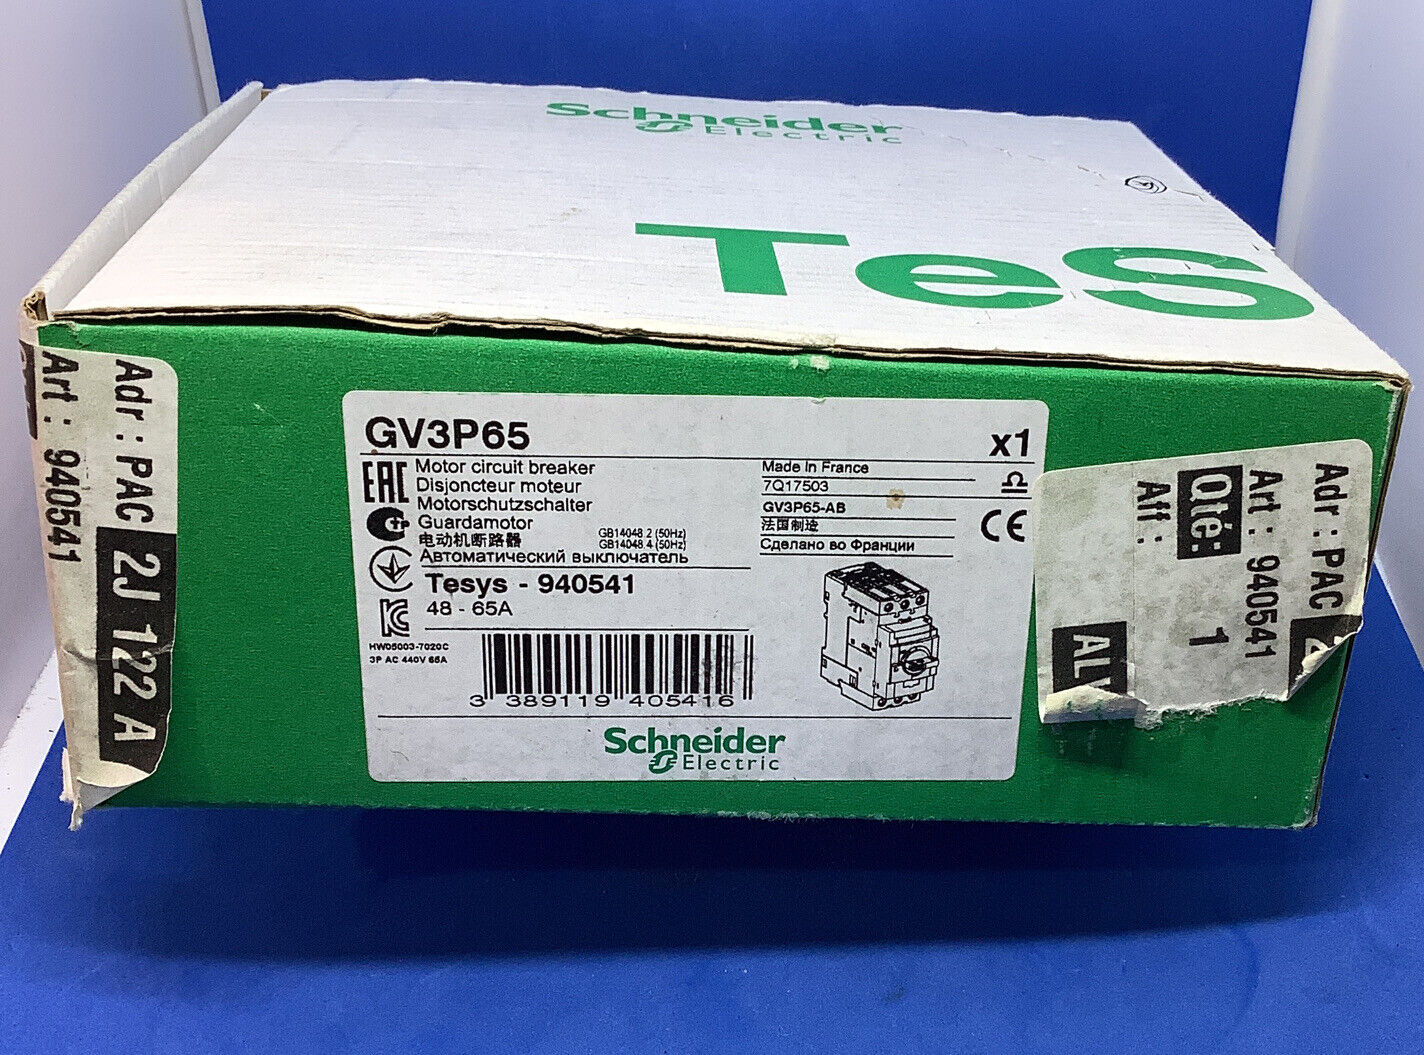 Schneider
Electric
TeS
GV3P65
x1
EAC
Motor circuit breaker
Disjoncteur moteur
Motorschutzschalter
Guardamotor
电动机断路器
GB14048.2 (50Hz)
GB14048.4 (50Hz)
Автоматический выключатель
Tesys - 940541
48 - 65A
HW05003-7020C
3P AC 440V 65A
3 389119 405416
Made In France
7Q17503
GV3P65-AB
法国制造
Сделано во Франции
CE
Schneider
Electric
Adr : PAC 2J 122 A
Art : 940541
Adr : PAC 2
Art : 940541
Qté: 1
Aff :